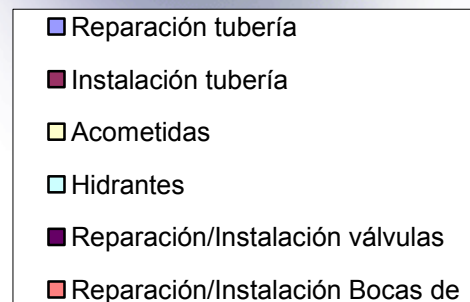 Reparación tubería
Instalación tubería
Acometidas
Hidrantes
Reparación/Instalación válvulas
Reparación/Instalación Bocas de